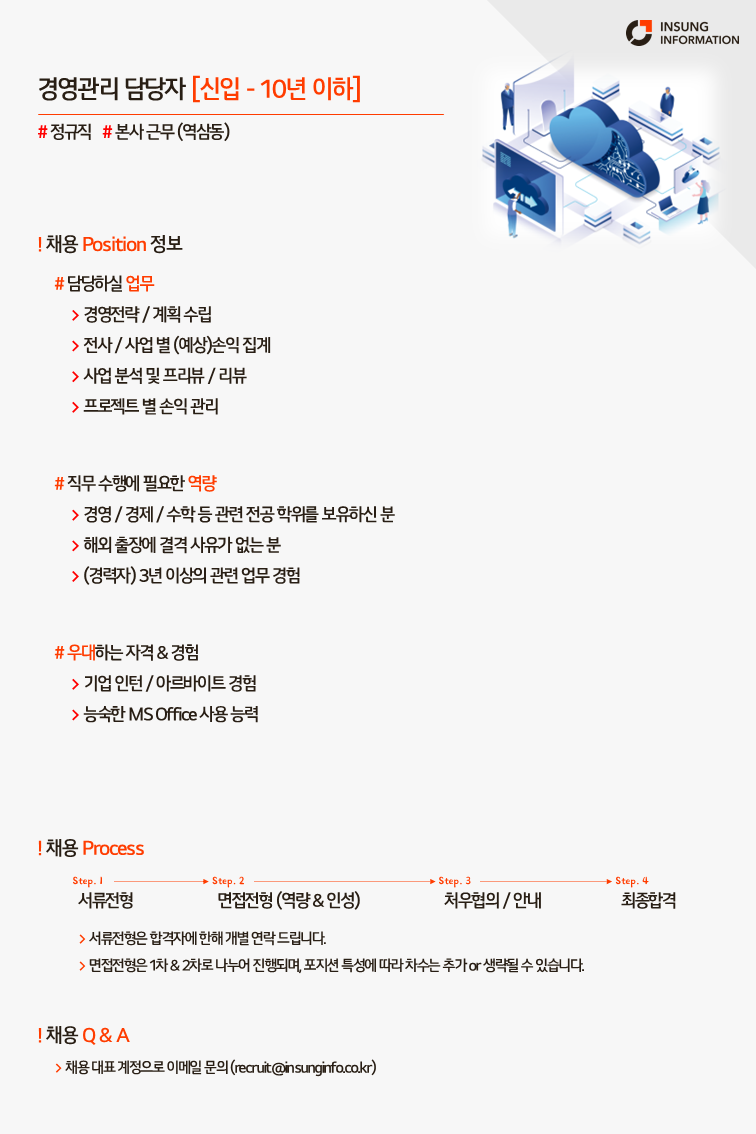 INSUNG
INFORMATION
경영관리 담당자 [신입 - 10년 이하]
# 정규직 # 본사 근무 (역삼동)
! 채용 Position 정보
# 담당하실 업무
> 경영전략 / 계획 수립
> 전사 / 사업 별 (예상)손익 집계
> 사업 분석 및 프리뷰 / 리뷰
> 프로젝트 별 손익 관리
# 직무 수행에 필요한 역량
> 경영 / 경제 / 수학 등 관련 전공 학위를 보유하신 분
> 해외 출장에 결격 사유가 없는 분
> (경력자) 3년 이상의 관련 업무 경험
# 우대하는 자격 & 경험
> 기업 인턴 / 아르바이트 경험
> 능숙한 MS Office 사용 능력
! 채용 Process
Step. 1 Step. 2 Step. 3 Step. 4
서류전형 면접전형 (역량 & 인성) 처우협의 / 안내 최종합격
> 서류전형은 합격자에 한해 개별 연락 드립니다.
> 면접전형은 1차 & 2차로 나누어 진행되며, 포지션 특성에 따라 차수는 추가 or 생략될 수 있습니다.
! 채용 Q & A
> 채용 대표 계정으로 이메일 문의 (recruit@insunginfo.co.kr)